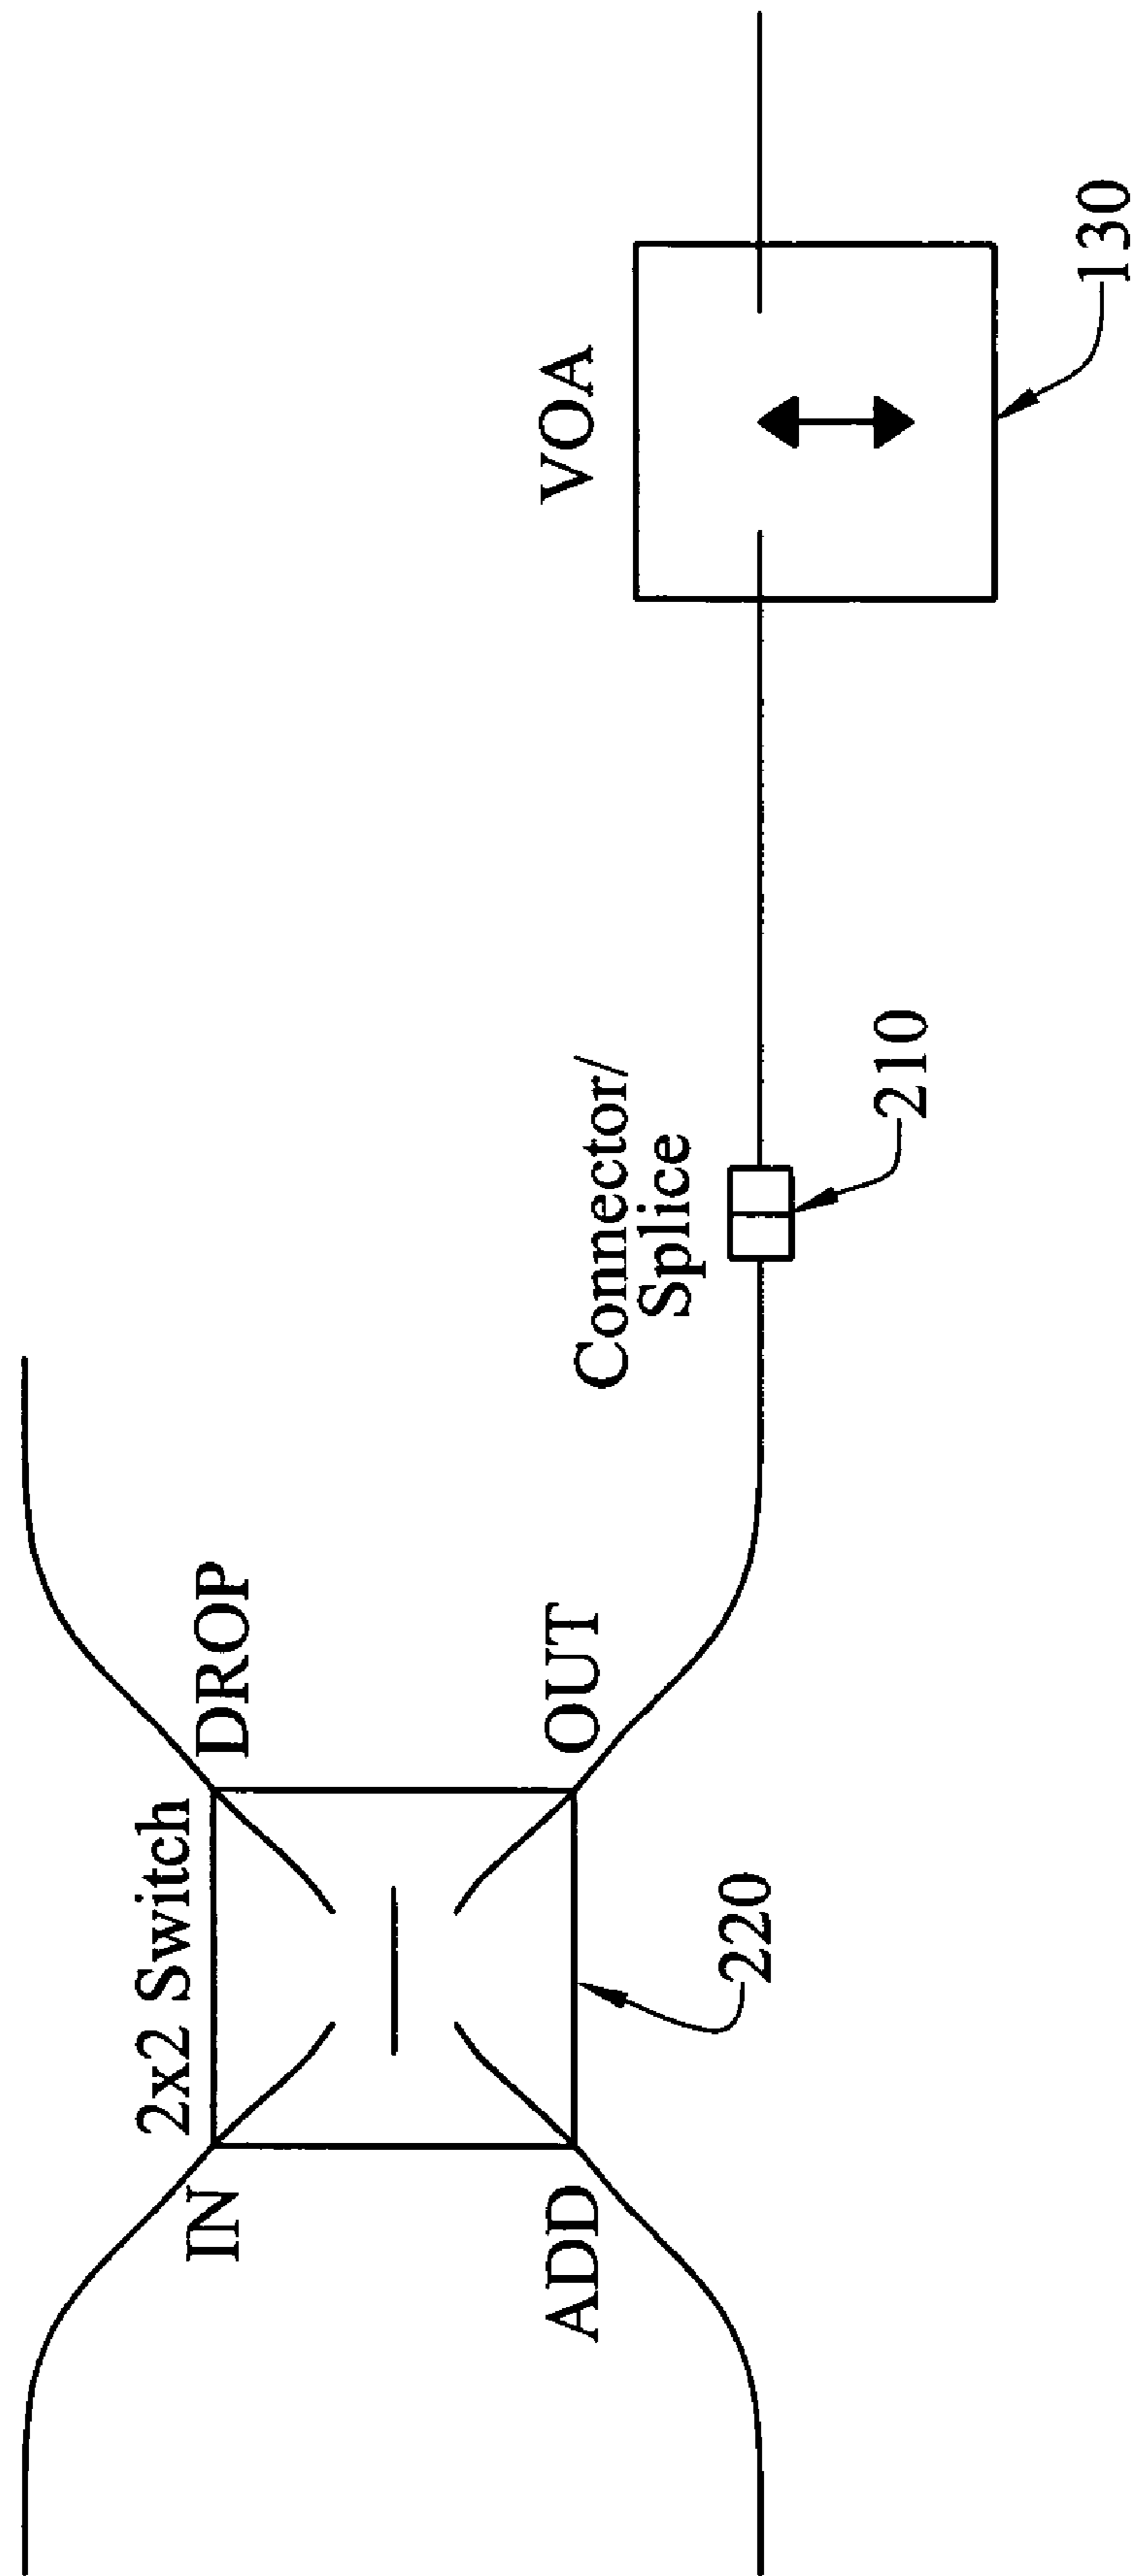 2x2 Switch
IN
DROP
ADD
OUT
220
Connector/
Splice
210
VOA
130